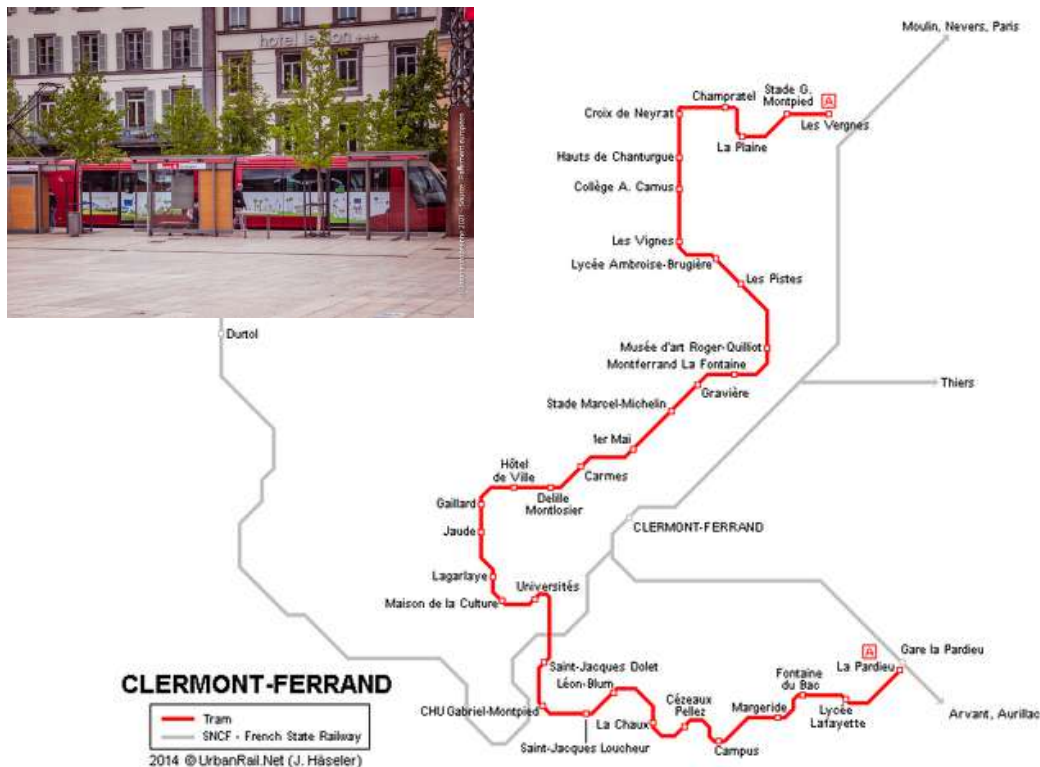 hotel le lion ***
Moulin, Nevers, Paris
Champratel
Stade G.
Montpied
A
Les Vergnes
Croix de Neyrat
La Plaine
Hauts de Chanturgue
Collège A. Camus
Les Vignes
Lycée Ambroise-Brugière
Les Pistes
Durtol
Musée d'art Roger-Quilliot
Montferrand La Fontaine
Gravière
Thiers
Stade Marcel-Michelin
1er Mai
Carmes
Hôtel
de Ville
Delille
Montlosier
Gaillard
Jaude
CLERMONT-FERRAND
Lagarlaye
Universités
Maison de la Culture
Saint-Jacques Dolet
Léon-Blum
CHU Gabriel-Montpied
Saint-Jacques Loucheur
La Chaux
Cézeaux
Pellez
Campus
Margeride
Fontaine
du Bac
Lycée
Lafayette
A
La Pardieu
Gare la Pardieu
Arvant, Aurillac
CLERMONT-FERRAND
Tram
SNCF - French State Railway
2014 © UrbanRail.Net (J. Häseler)